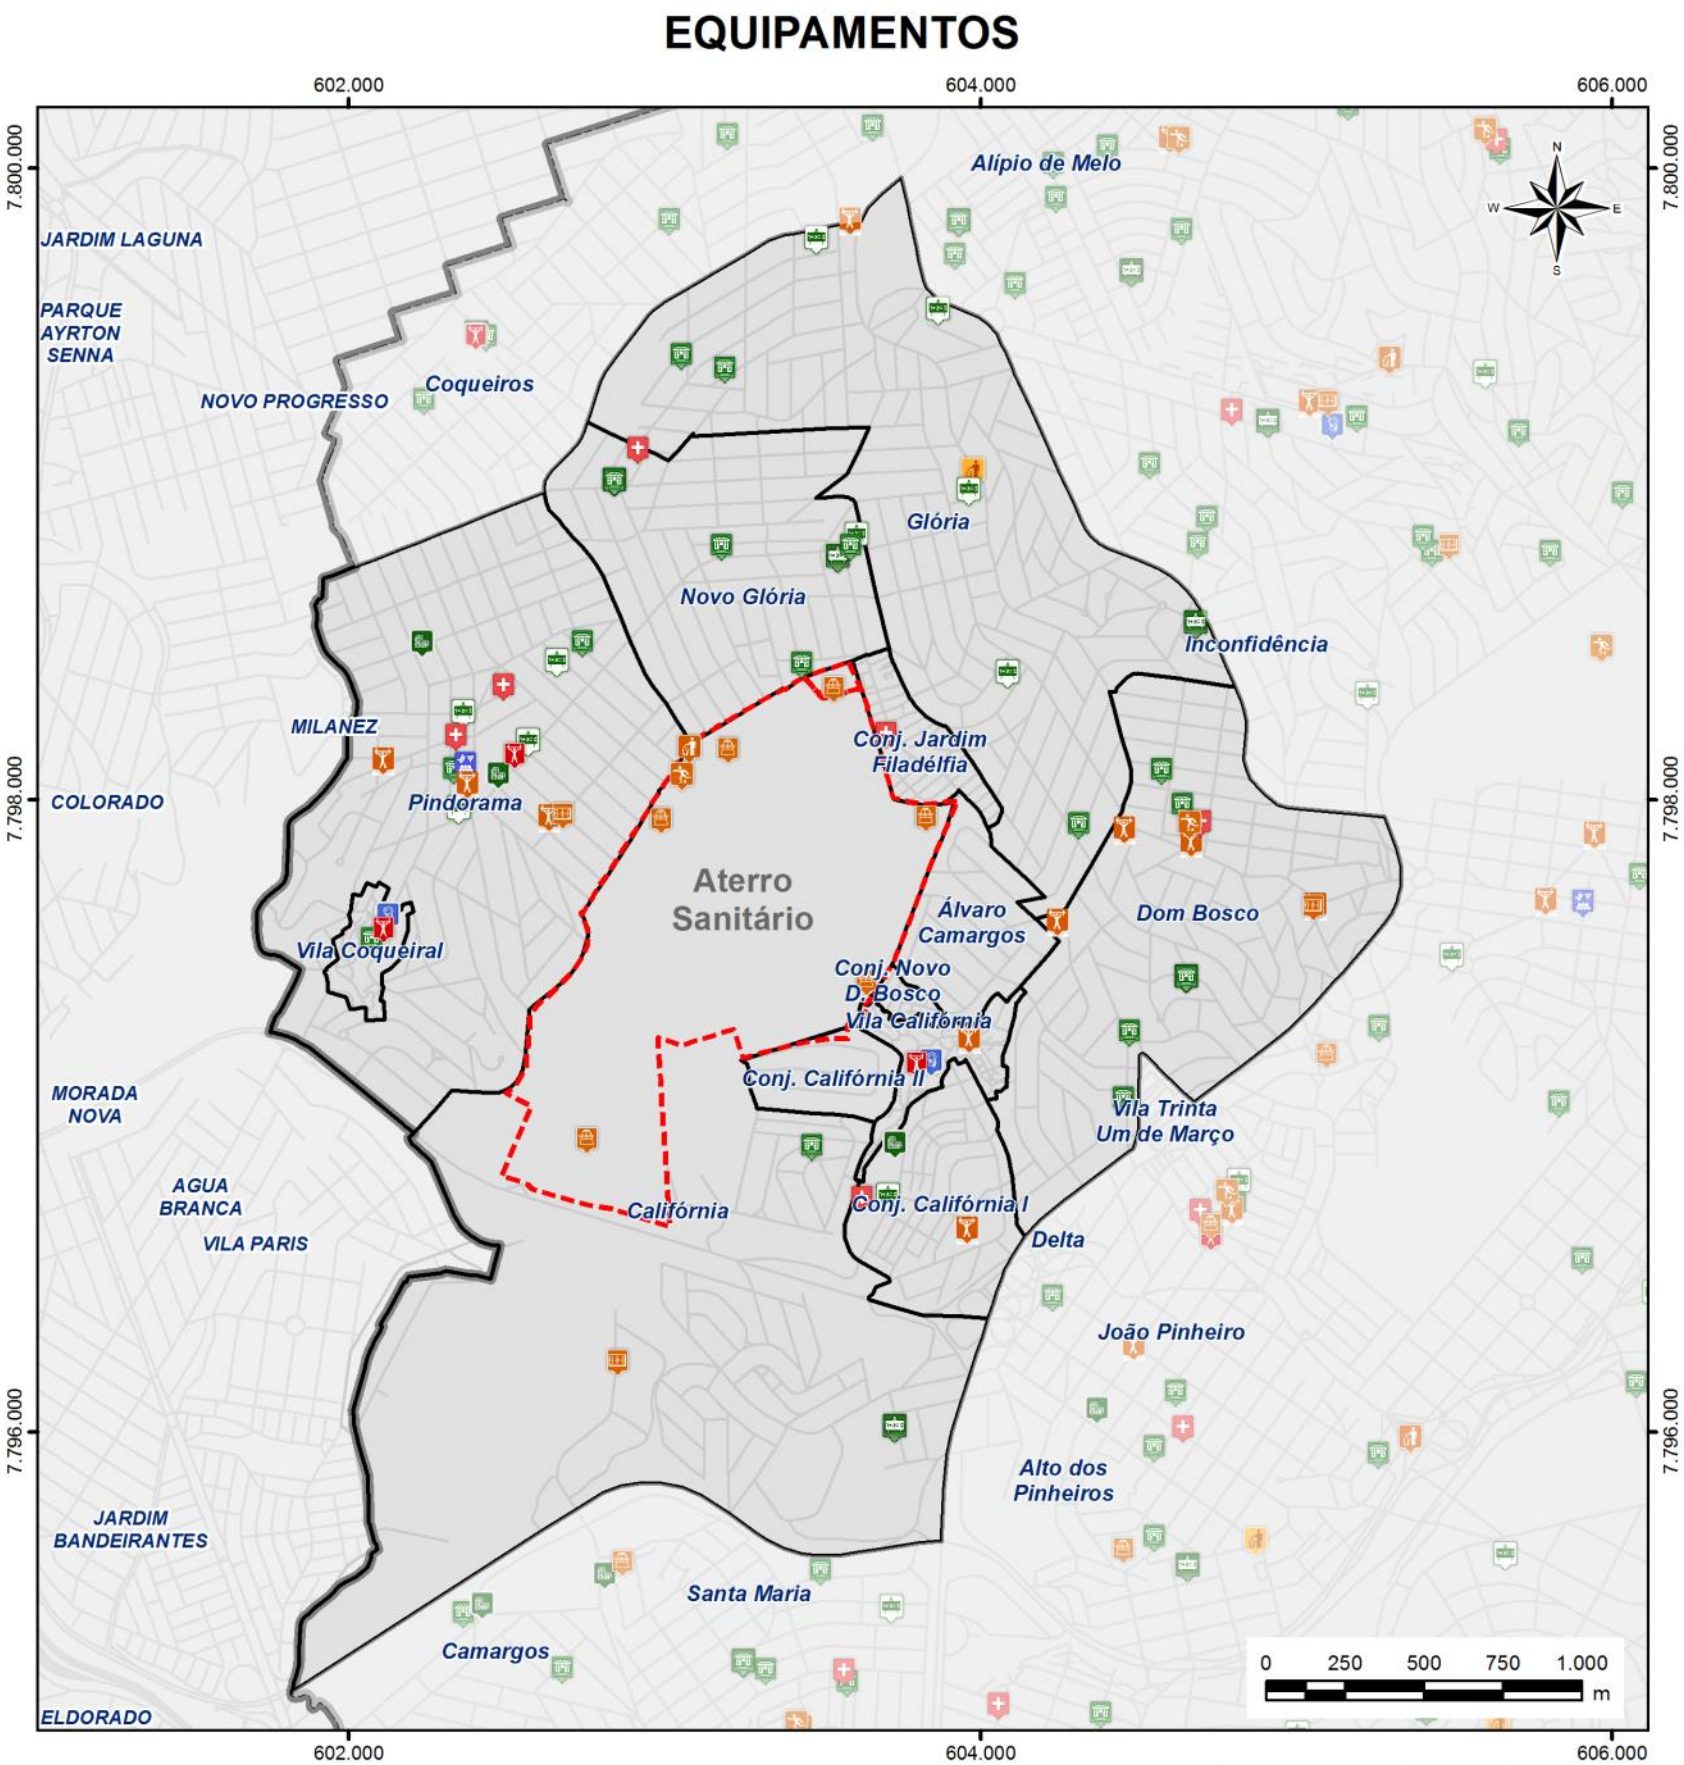 EQUIPAMENTOS
602.000
604.000
606.000
7.800.000
7.800.000
Alípio de Melo
N
W
E
S
JARDIM LAGUNA
PARQUE
AYRTON
SENNA
Coqueiros
NOVO PROGRESSO
Glória
Novo Glória
Inconfidência
MILANEZ
Conj. Jardim
Filadélfia
7.798.000
COLORADO
Pindorama
7.798.000
Aterro
Sanitário
Álvaro
Camargos
Dom Bosco
Vila Coqueiral
Conj. Novo
D. Bosco
Vila Califórnia
Conj. Califórnia II
MORADA
NOVA
Vila Trinta
Um de Março
AGUA
BRANCA
Califórnia
Conj. Califórnia I
VILA PARIS
Delta
João Pinheiro
7.796.000
7.796.000
Alto dos
Pinheiros
JARDIM
BANDEIRANTES
Santa Maria
Camargos
0 250 500 750 1.000
m
ELDORADO
602.000
604.000
606.000